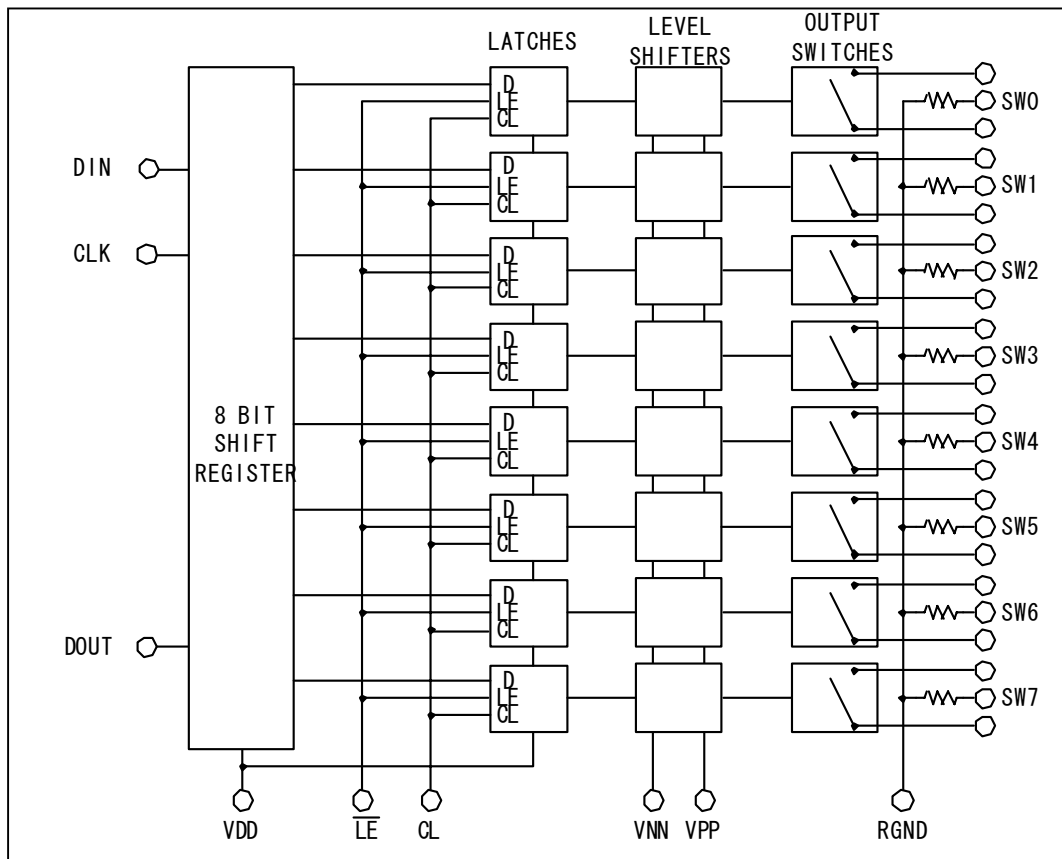 LATCHES
LEVEL
SHIFTERS
OUTPUT
SWITCHES
D
LE
CL
SW0
DIN
D
LE
CL
SW1
CLK
D
LE
CL
SW2
D
LE
CL
SW3
8 BIT
SHIFT
REGISTER
D
LE
CL
SW4
D
LE
CL
SW5
D
LE
CL
SW6
DOUT
D
LE
CL
SW7
VDD
L̅E̅
CL
VNN
VPP
RGND